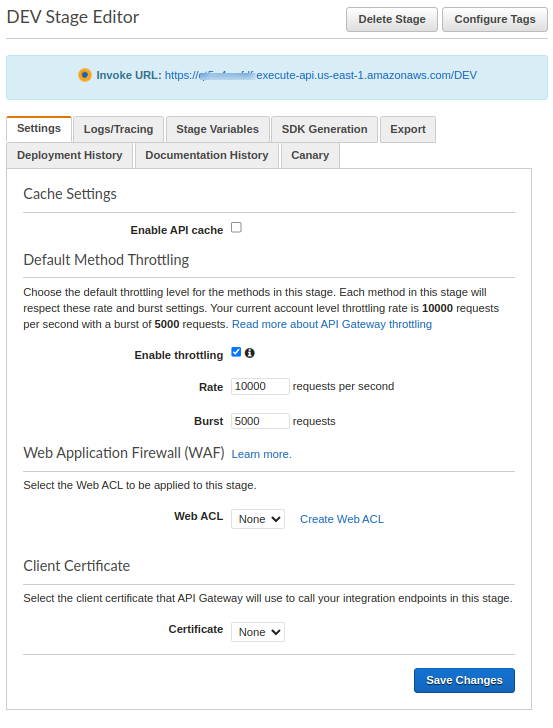 DEV Stage Editor
Delete Stage
Configure Tags
Invoke URL: https:// execute-api.us-east-1.amazonaws.com/DEV
Settings
Logs/Tracing
Stage Variables
SDK Generation
Export
Deployment History
Documentation History
Canary
Cache Settings
Enable API cache
Default Method Throttling
Choose the default throttling level for the methods in this stage. Each method in this stage will
respect these rate and burst settings. Your current account level throttling rate is 10000 requests
per second with a burst of 5000 requests. Read more about API Gateway throttling
Enable throttling
Rate 10000 requests per second
Burst 5000 requests
Web Application Firewall (WAF) Learn more.
Select the Web ACL to be applied to this stage.
Web ACL None Create Web ACL
Client Certificate
Select the client certificate that API Gateway will use to call your integration endpoints in this stage.
Certificate None
Save Changes